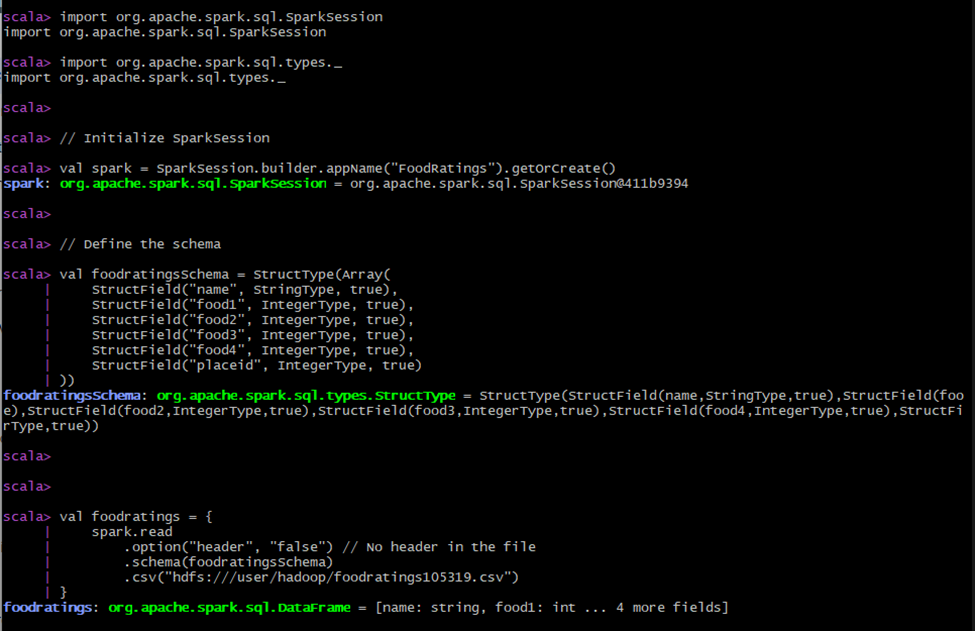 scala> import org.apache.spark.sql.SparkSession
import org.apache.spark.sql.SparkSession
scala> import org.apache.spark.sql.types._
import org.apache.spark.sql.types._
scala>
scala> // Initialize SparkSession
scala> val spark = SparkSession.builder.appName("FoodRatings").getOrCreate()
spark: org.apache.spark.sql.SparkSession = org.apache.spark.sql.SparkSession@411b9394
scala>
scala> // Define the schema
scala> val foodratingsSchema = StructType(Array(
     |     StructField("name", StringType, true),
     |     StructField("food1", IntegerType, true),
     |     StructField("food2", IntegerType, true),
     |     StructField("food3", IntegerType, true),
     |     StructField("food4", IntegerType, true),
     |     StructField("placeid", IntegerType, true)
     | ))
foodratingsSchema: org.apache.spark.sql.types.StructType = StructType(StructField(name,StringType,true),StructField(foo
e),StructField(food2,IntegerType,true),StructField(food3,IntegerType,true),StructField(food4,IntegerType,true),StructFi
rType,true))
scala>
scala>
scala> val foodratings = {
     |     spark.read
     |         .option("header", "false") // No header in the file
     |         .schema(foodratingsSchema)
     |         .csv("hdfs:///user/hadoop/foodratings105319.csv")
     | }
foodratings: org.apache.spark.sql.DataFrame = [name: string, food1: int ... 4 more fields]